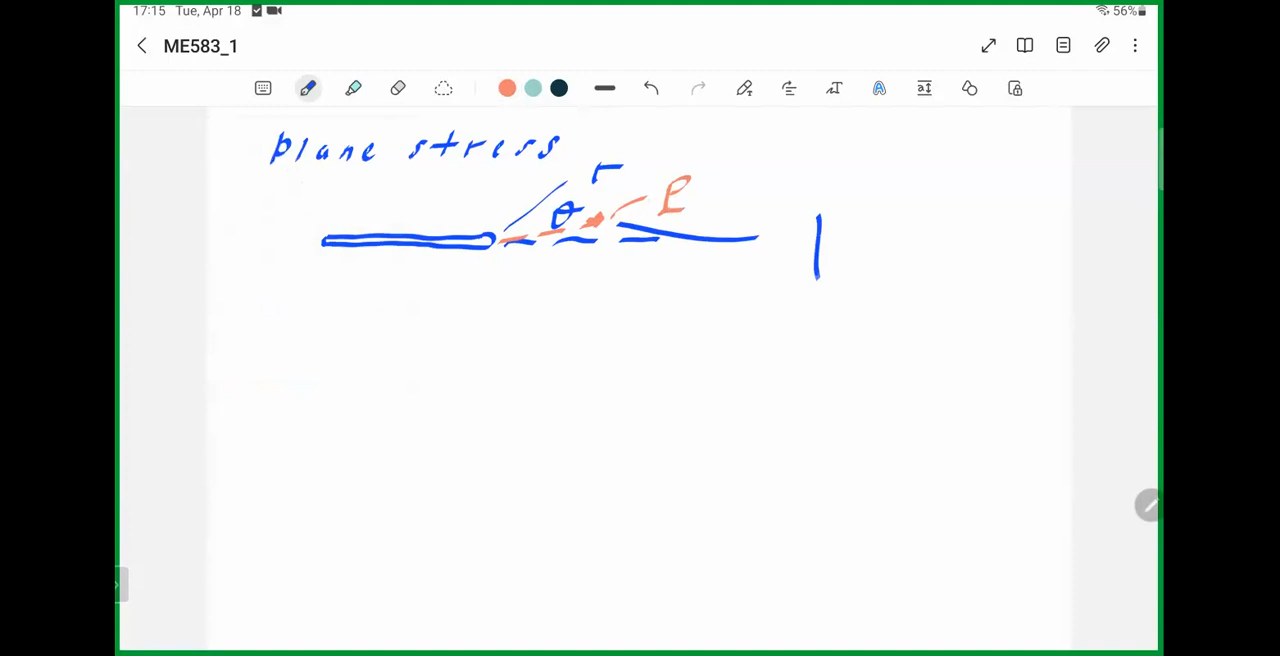 17:15 Tue, Apr 18
56%
ME583_1
plane stress
r
θ